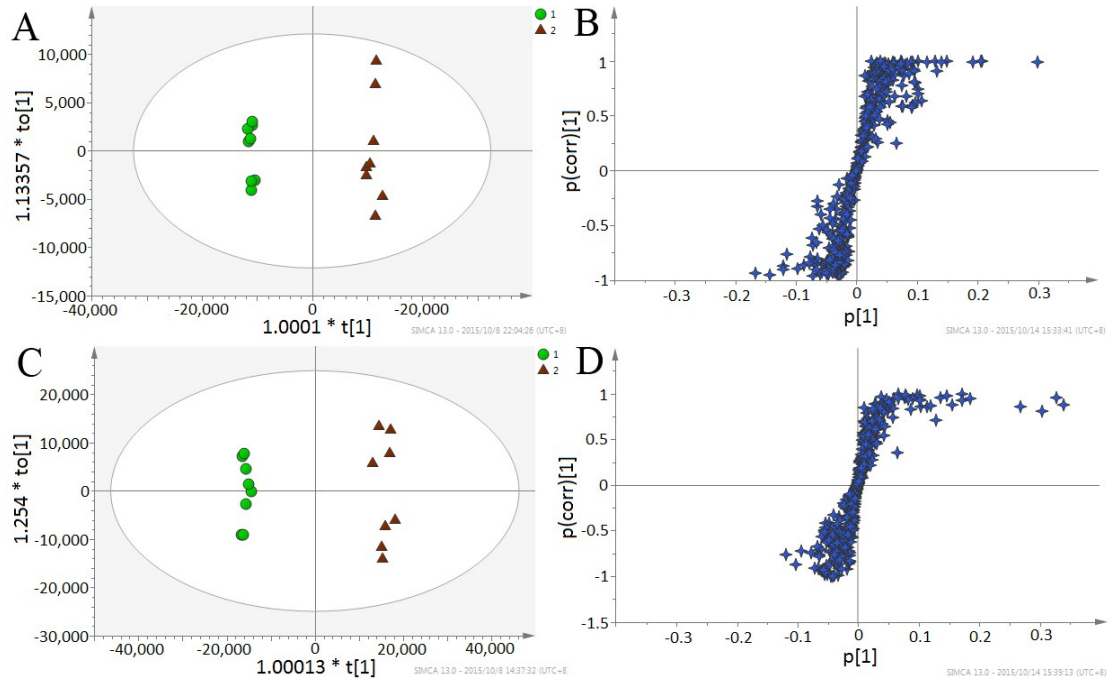 A
1
2
10,000
5,000
0
-5,000
-10,000
-15,000
1.13357 * to[1]
-40,000 -20,000 0 -20,000
1.0001 * t[1]
SIMCA 13.0 - 2015/10/8 22:04:26 (UTC+8)
B
1
0.5
0
-0.5
-1
p(corr)[1]
-0.3 -0.2 -0.1 0 0.1 0.2 0.3
p[1]
SIMCA 13.0 - 2015/10/14 15:33:41 (UTC+8)
C
1
2
20,000
10,000
0
-10,000
-20,000
-30,000
1.254 * to[1]
-40,000 -20,000 0 20,000 40,000
1.00013 * t[1]
SIMCA 13.0 - 2015/10/8 14:37:32 (UTC+8)
D
1
0.5
0
-0.5
-1
-1.5
p(corr)[1]
-0.3 -0.2 -0.1 0 0.1 0.2 0.3
p[1]
SIMCA 13.0 - 2015/10/14 15:39:13 (UTC+8)